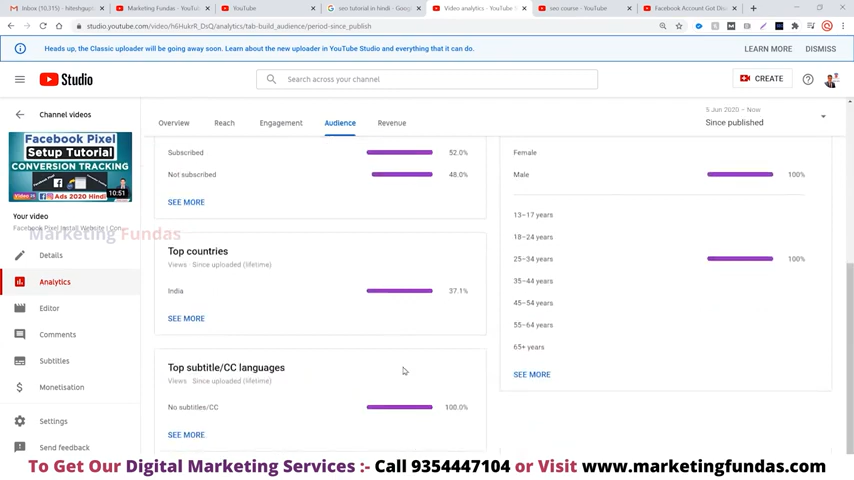 Inbox (10,315) - hiteshgupt
Marketing Fundas - YouTu
YouTube
seo tutorial in hindi - Goog
Video analytics - YouTube S
seo course - YouTube
Facebook Account Got Dis
studio.youtube.com/video/h6HukrR_DsQ/analytics/tab-build_audience/period-since_publish
Heads up, the Classic uploader will be going away soon. Learn about the new uploader in YouTube Studio and everything that it can do.
LEARN MORE
DISMISS
Studio
Search across your channel
CREATE
Channel videos
Overview
Reach
Engagement
Audience
Revenue
5 Jun 2020 – Now
Since published
Facebook Pixel
Setup Tutorial
CONVERSION TRACKING
Ads 2020 Hindi
10:51
Your video
Facebook Pixel Install Website | Con...
Marketing Fundas
Details
Analytics
Editor
Comments
Subtitles
Monetisation
Settings
Send feedback
Subscribed
52.0%
Not subscribed
48.0%
SEE MORE
Top countries
Views · Since uploaded (lifetime)
India
37.1%
SEE MORE
Top subtitle/CC languages
Views · Since uploaded (lifetime)
No subtitles/CC
100.0%
SEE MORE
Female
Male
100%
13–17 years
18–24 years
25–34 years
100%
35–44 years
45–54 years
55–64 years
65+ years
SEE MORE
To Get Our Digital Marketing Services :- Call 9354447104 or Visit www.marketingfundas.com